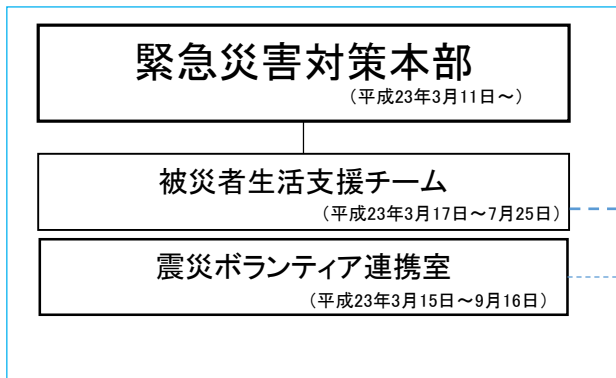 緊急災害対策本部
（平成23年3月11日～）
被災者生活支援チーム
（平成23年3月17日～7月25日）
震災ボランティア連携室
（平成23年3月15日～9月16日）